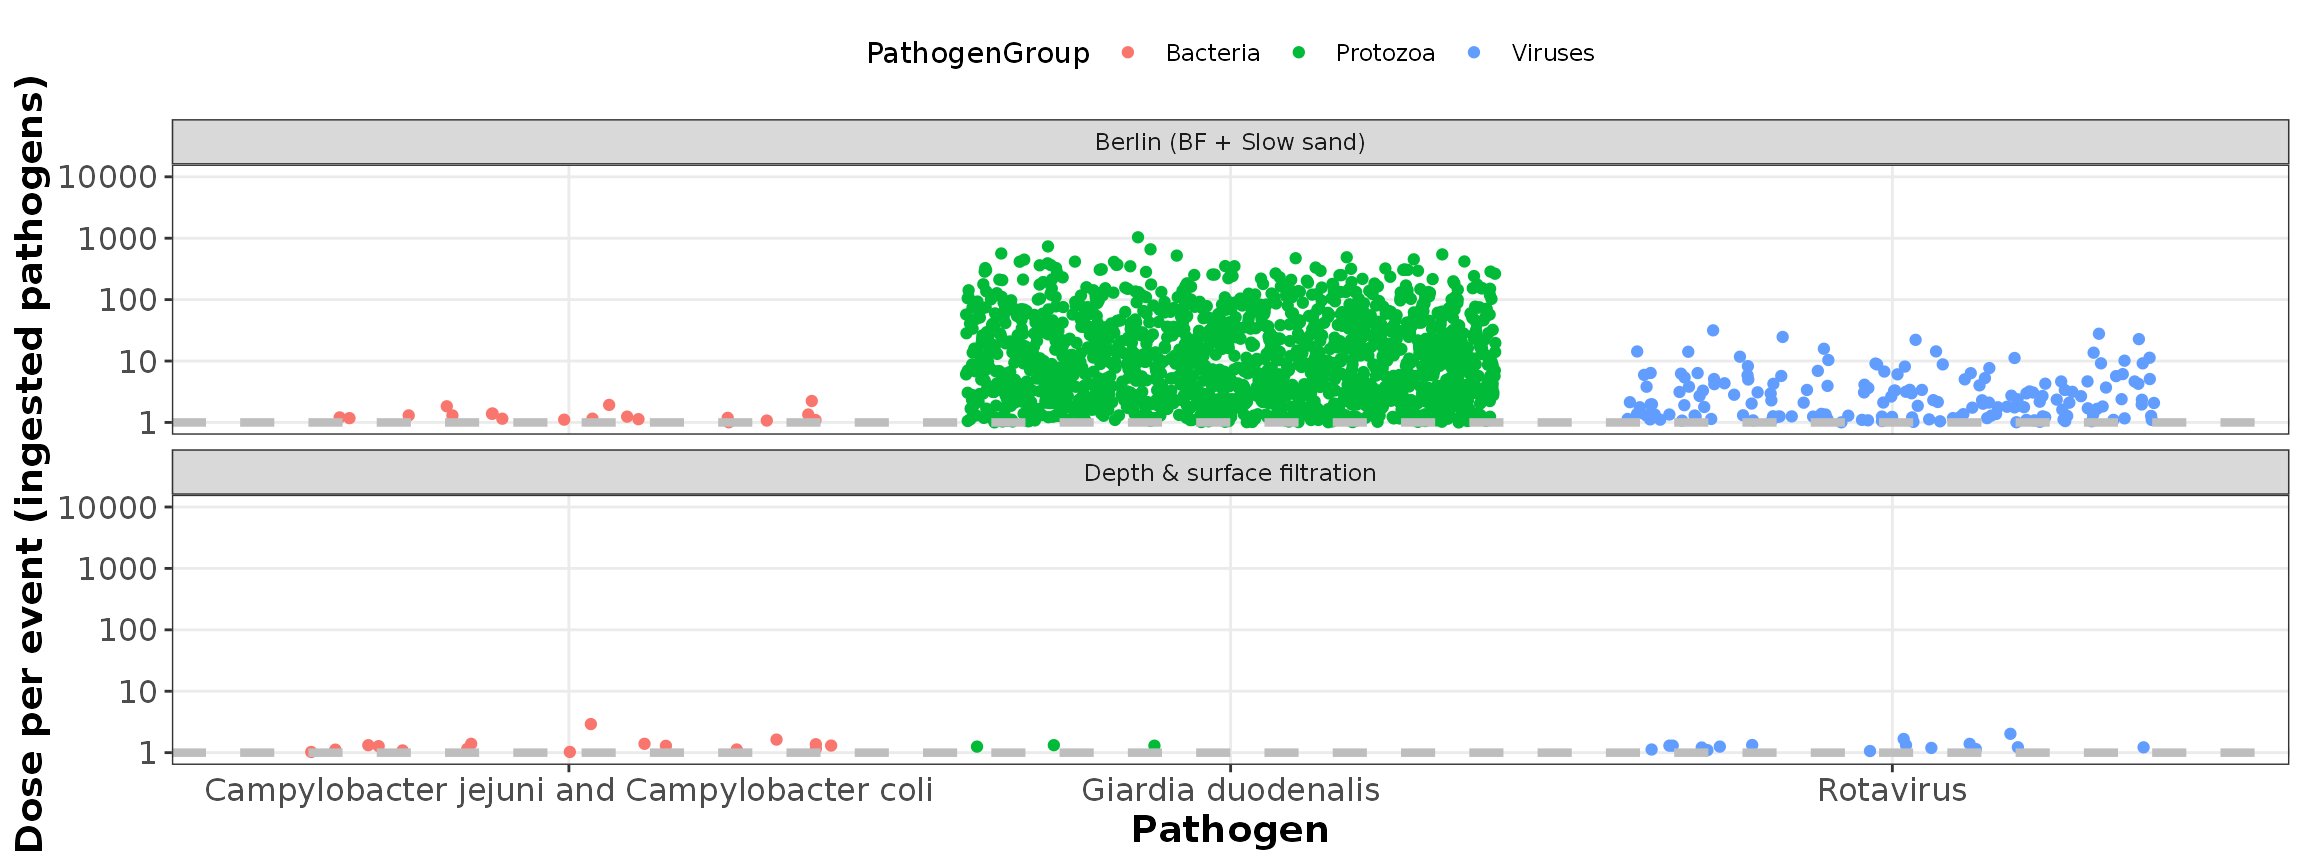 PathogenGroup Bacteria Protozoa Viruses
Dose per event (ingested pathogens)
Berlin (BF + Slow sand)
10000
1000
100
10
1
Depth & surface filtration
10000
1000
100
10
1
Campylobacter jejuni and Campylobacter coli Giardia duodenalis Rotavirus
Pathogen